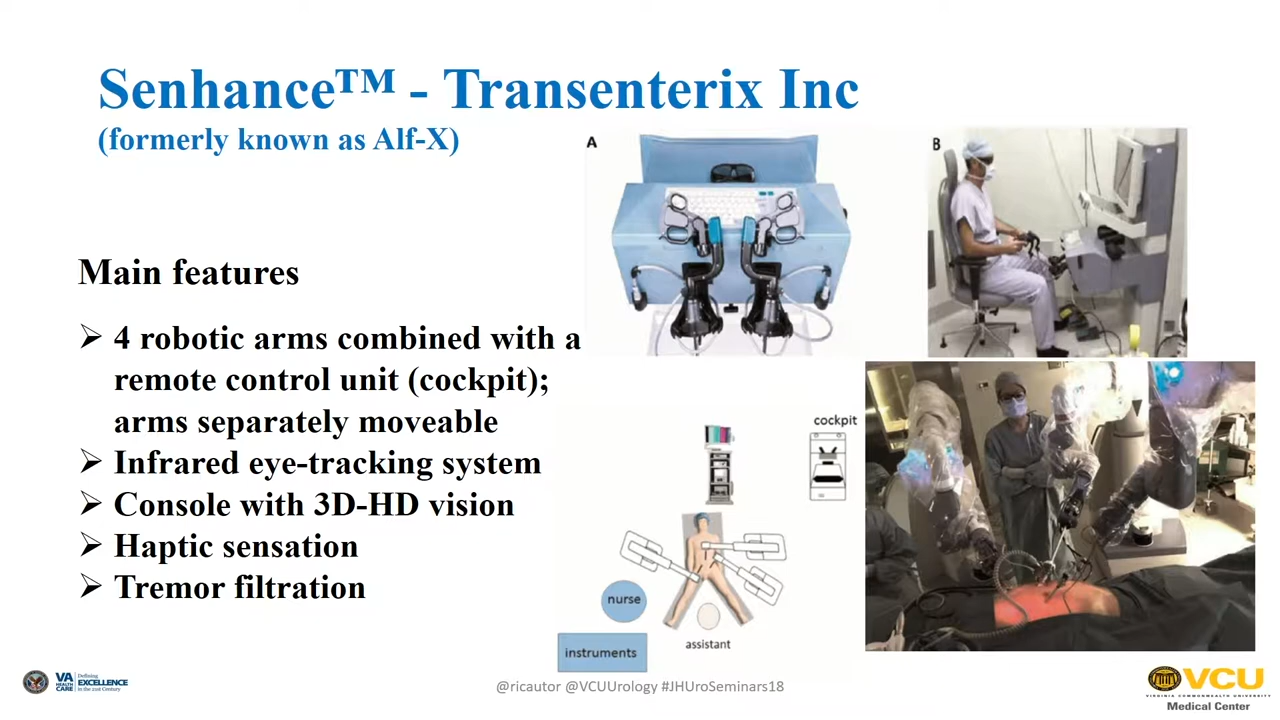 Senhance™ - Transenterix Inc
(formerly known as Alf-X)
A
B
Main features
➢ 4 robotic arms combined with a
remote control unit (cockpit);
arms separately moveable
➢ Infrared eye-tracking system
➢ Console with 3D-HD vision
➢ Haptic sensation
➢ Tremor filtration
cockpit
nurse
assistant
instruments
VA
HEALTH
CARE
Defining
EXCELLENCE
in the 21st Century
@ricautor @VCUUrology #JHUroSeminars18
VCU
VIRGINIA COMMONWEALTH UNIVERSITY
Medical Center